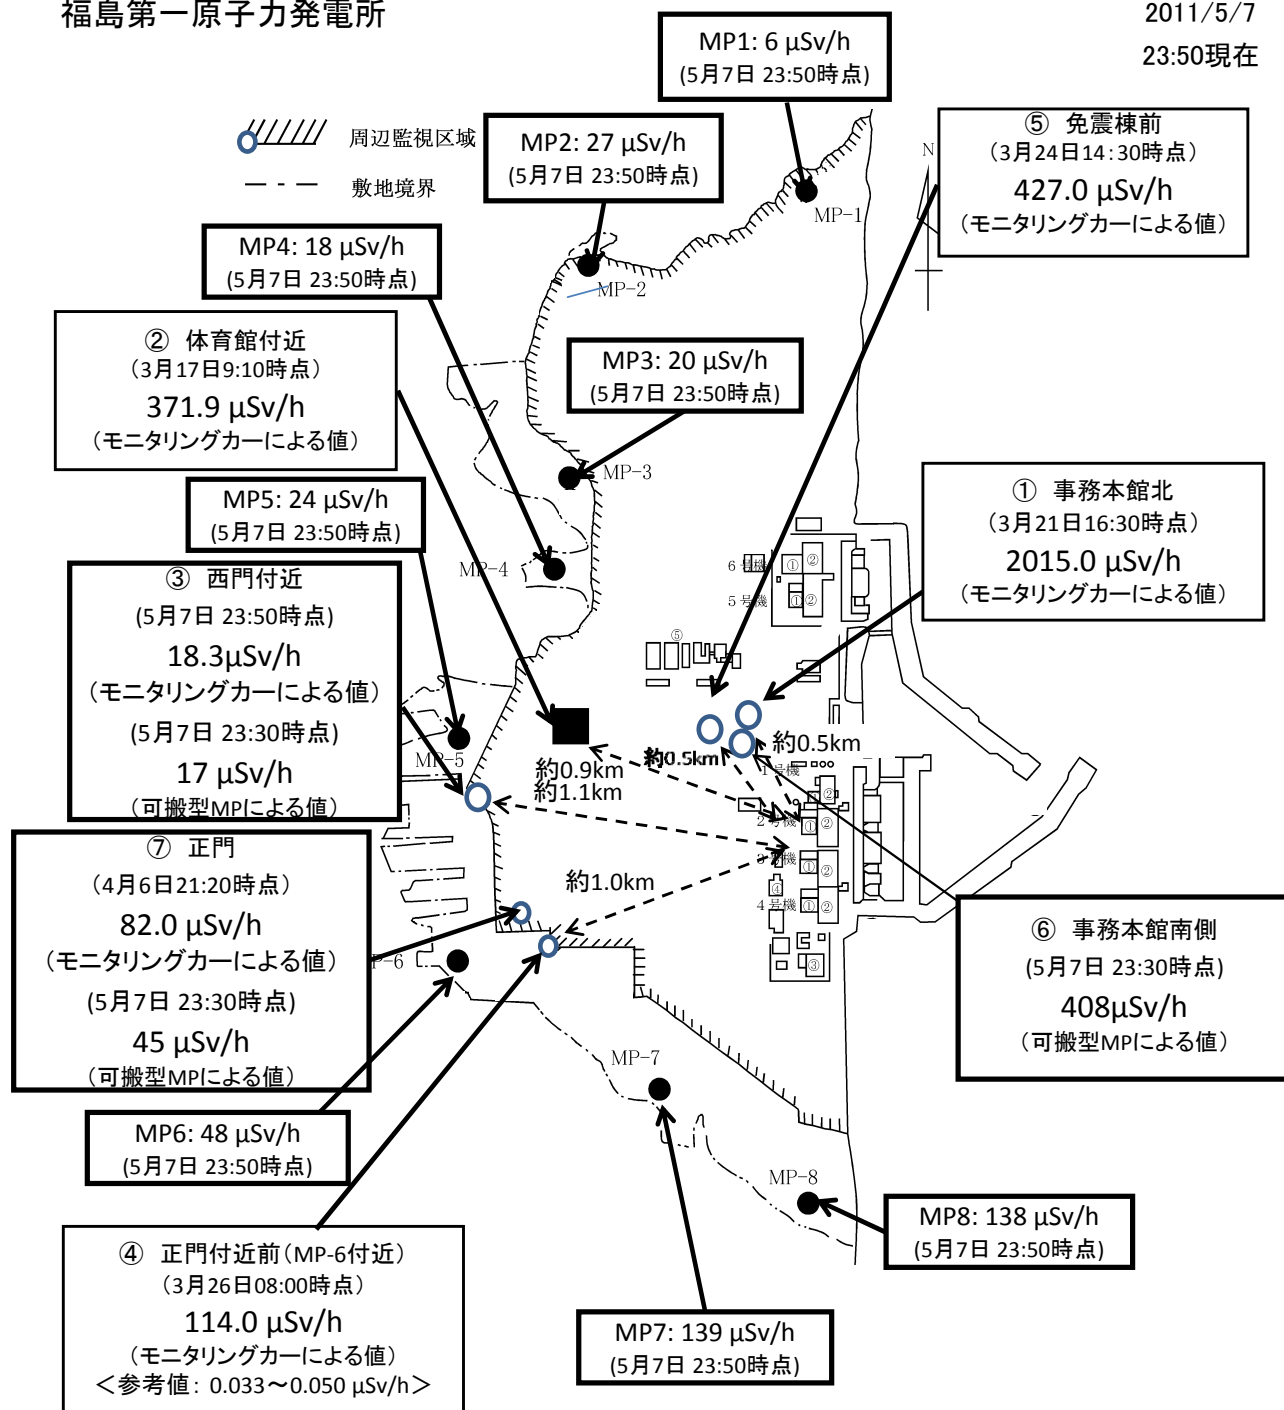 福島第一原子力発電所
2011/5/7
23:50現在
周辺監視区域
敷地境界
MP1: 6 μSv/h
(5月7日 23:50時点)
MP2: 27 μSv/h
(5月7日 23:50時点)
⑤ 免震棟前
(3月24日14:30時点)
427.0 μSv/h
(モニタリングカーによる値)
N
MP-1
MP4: 18 μSv/h
(5月7日 23:50時点)
MP-2
② 体育館付近
(3月17日9:10時点)
371.9 μSv/h
(モニタリングカーによる値)
MP3: 20 μSv/h
(5月7日 23:50時点)
MP-3
MP5: 24 μSv/h
(5月7日 23:50時点)
① 事務本館北
(3月21日16:30時点)
2015.0 μSv/h
(モニタリングカーによる値)
MP-4
6号機
①
②
5号機
①
②
③ 西門付近
(5月7日 23:50時点)
18.3μSv/h
(モニタリングカーによる値)
(5月7日 23:30時点)
17 μSv/h
(可搬型MPによる値)
⑤
MP-5
約0.9km
約1.1km
約0.5km
約0.5km
1号機
②
2号機
①
②
3号機
①
②
④
4号機
①
②
③
約1.0km
⑦ 正門
(4月6日21:20時点)
82.0 μSv/h
(モニタリングカーによる値)
(5月7日 23:30時点)
45 μSv/h
(可搬型MPによる値)
P-6
⑥ 事務本館南側
(5月7日 23:30時点)
408μSv/h
(可搬型MPによる値)
MP-7
MP6: 48 μSv/h
(5月7日 23:50時点)
MP-8
MP8: 138 μSv/h
(5月7日 23:50時点)
④ 正門付近前(MP-6付近)
(3月26日08:00時点)
114.0 μSv/h
(モニタリングカーによる値)
<参考値: 0.033~0.050 μSv/h>
MP7: 139 μSv/h
(5月7日 23:50時点)